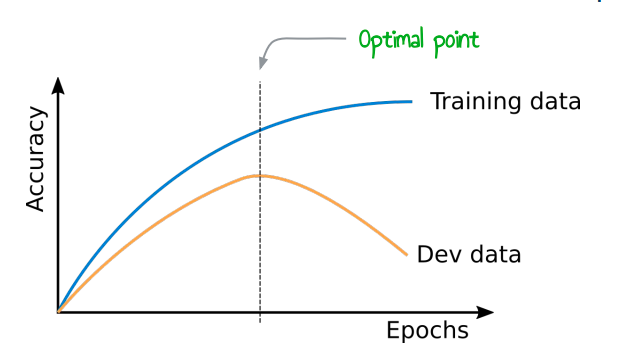 Optimal point
Training data
Accuracy
Dev data
Epochs